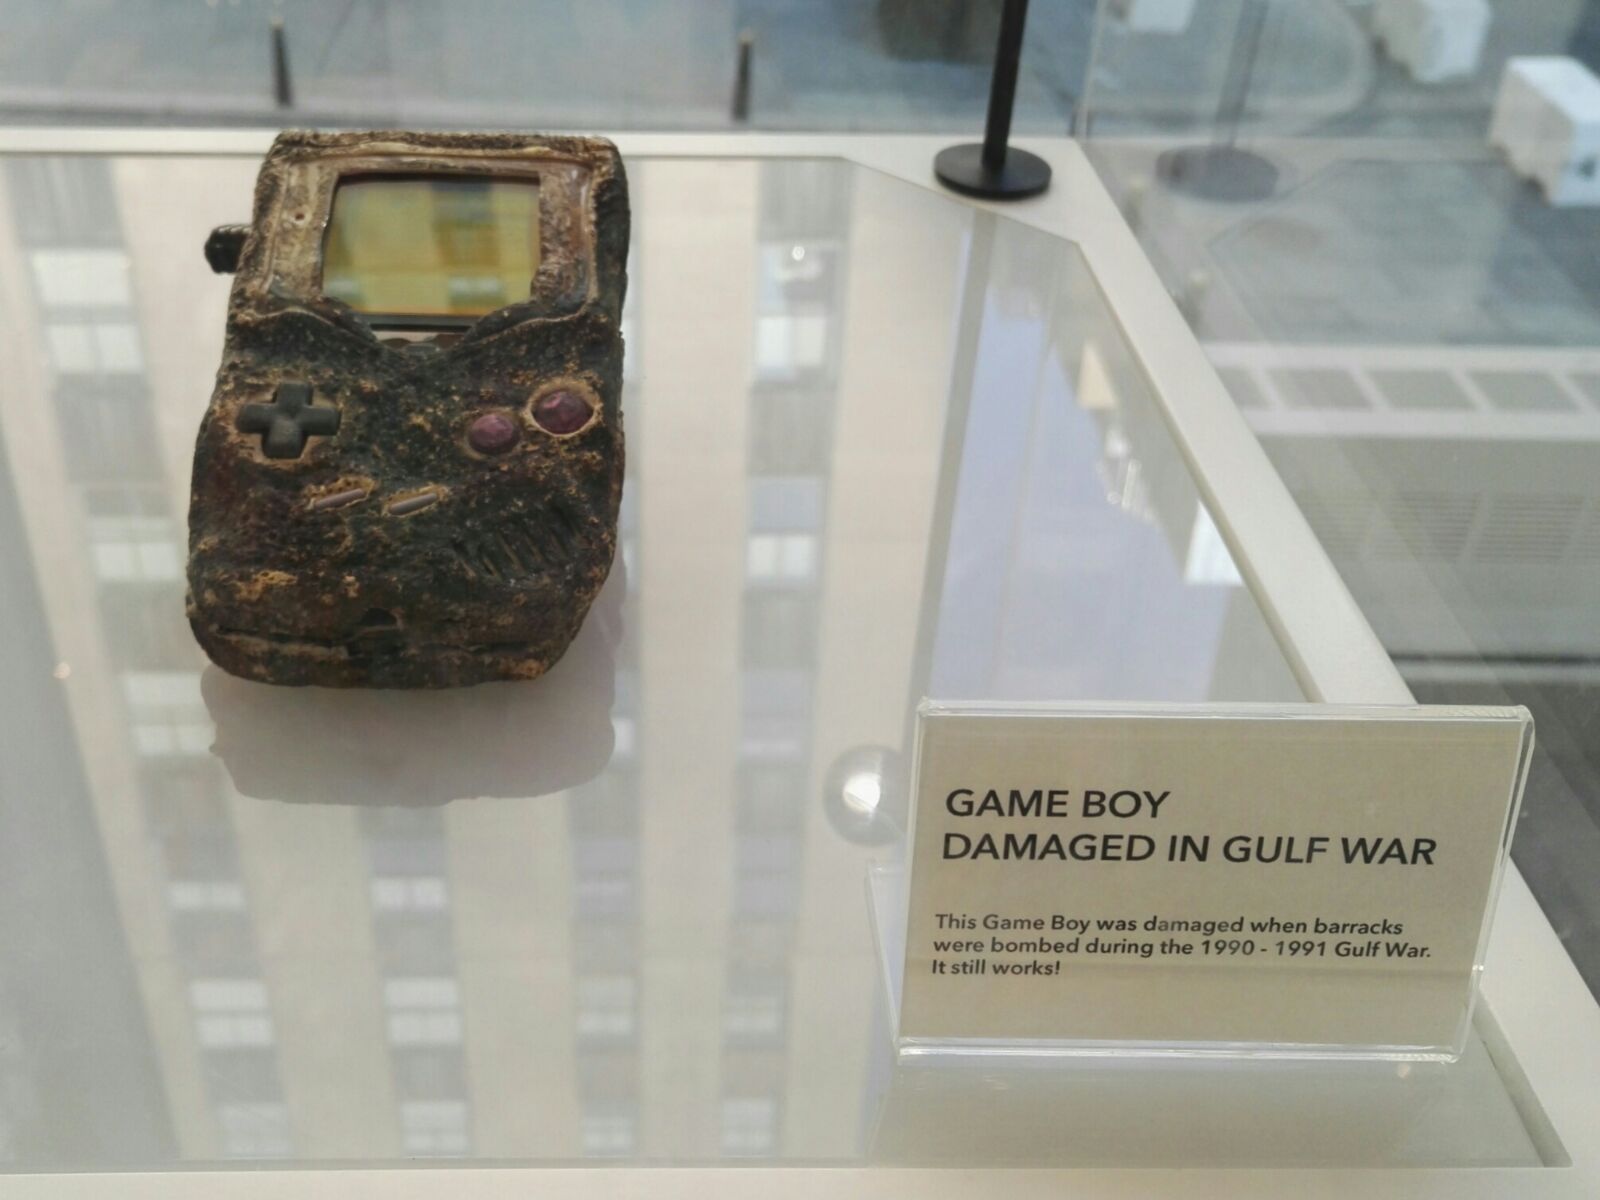 GAME BOY
DAMAGED IN GULF WAR
This Game Boy was damaged when barracks
were bombed during the 1990 - 1991 Gulf War.
It still works!